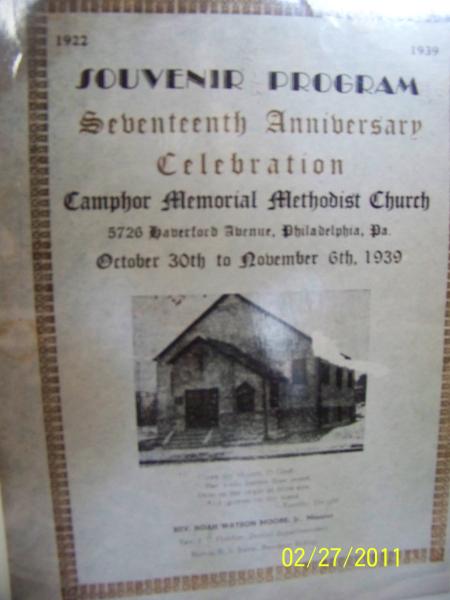 1922
1939
SOUVENIR PROGRAM
Seventeenth Anniversary
Celebration
Camphor Memorial Methodist Church
5726 Haverford Avenue, Philadelphia, Pa.
October 30th to November 6th, 1939
REV. NOAH WATSON MOORE, Jr., Minister
02/27/2011